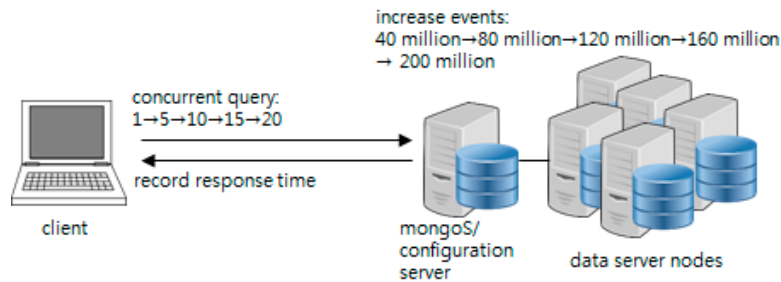 increase events:
40 million→80 million→120 million→160 million
→ 200 million
concurrent query:
1→5→10→15→20
record response time
client
mongoS/
configuration
server
data server nodes